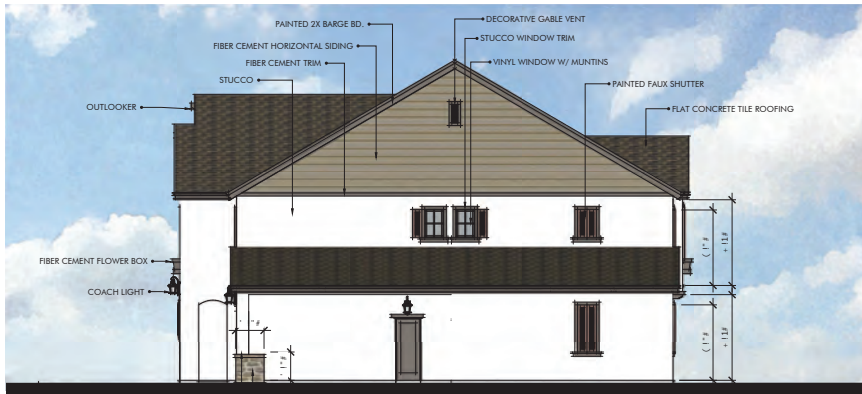 DECORATIVE GABLE VENT
PAINTED 2X BARGE BD.
STUCCO WINDOW TRIM
FIBER CEMENT HORIZONTAL SIDING
FIBER CEMENT TRIM
VINYL WINDOW W/ MUNTINS
STUCCO
PAINTED FAUX SHUTTER
OUTLOOKER
FLAT CONCRETE TILE ROOFING
FIBER CEMENT FLOWER BOX
COACH LIGHT